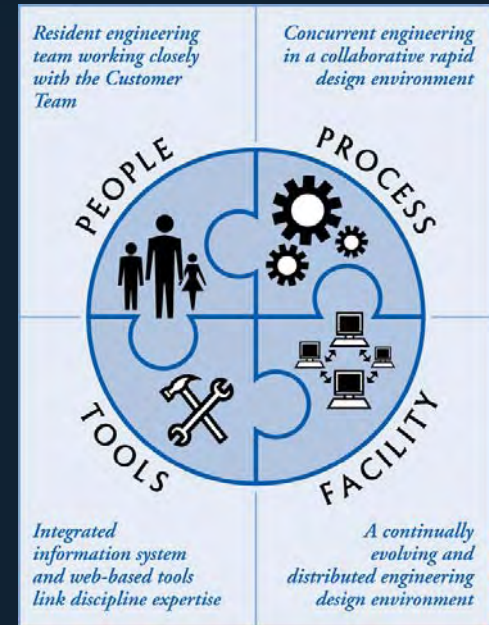 Resident engineering
team working closely
with the Customer
Team
Concurrent engineering
in a collaborative rapid
design environment
PEOPLE
PROCESS
TOOLS
FACILITY
Integrated
information system
and web-based tools
link discipline expertise
A continually
evolving and
distributed engineering
design environment